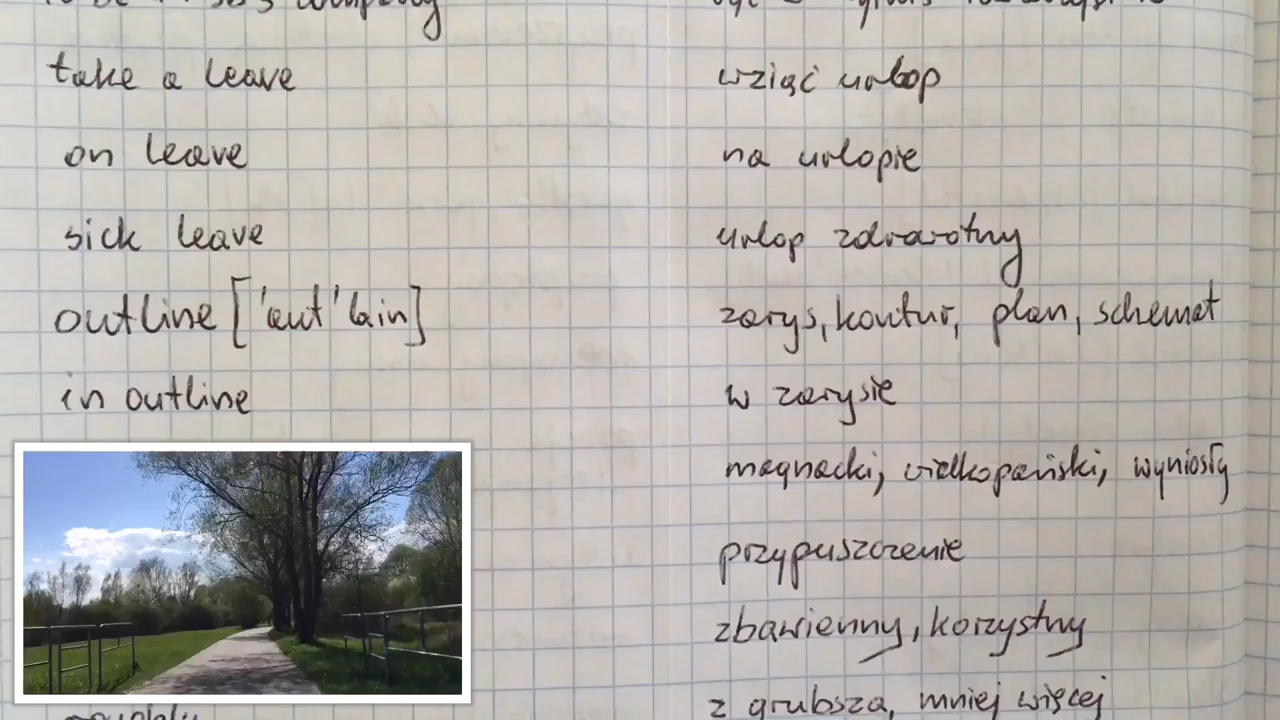 take a leave wziąć urlop
on leave na urlopie
sick leave urlop zdrowotny
outline ['aut'lain] zarys, kontur, plan, schemat
in outline w zarysie
magnacki, wielkopański, wyniosły
przypuszczenie
zbawienny, korzystny
z grubsza, mniej więcej